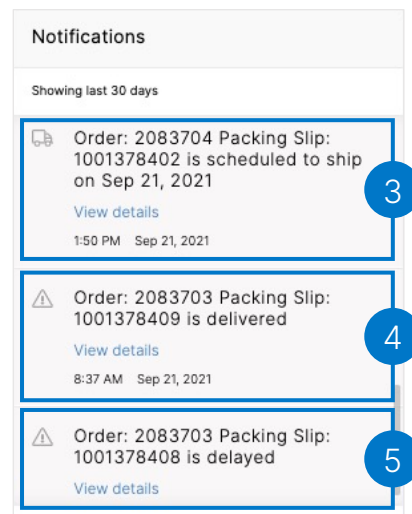 Notifications
Showing last 30 days
Order: 2083704 Packing Slip:
1001378402 is scheduled to ship
on Sep 21, 2021
3
View details
1:50 PM Sep 21, 2021
Order: 2083703 Packing Slip:
1001378409 is delivered
4
View details
8:37 AM Sep 21, 2021
Order: 2083703 Packing Slip:
1001378408 is delayed
5
View details